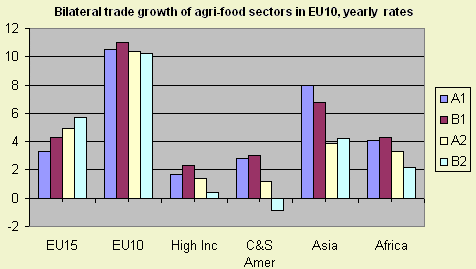 Bilateral trade growth of agri-food sectors in EU10, yearly rates
12
10
8
6
4
2
0
-2
EU15 EU10 High Inc C&S Asia Africa
Amer
A1
B1
A2
B2